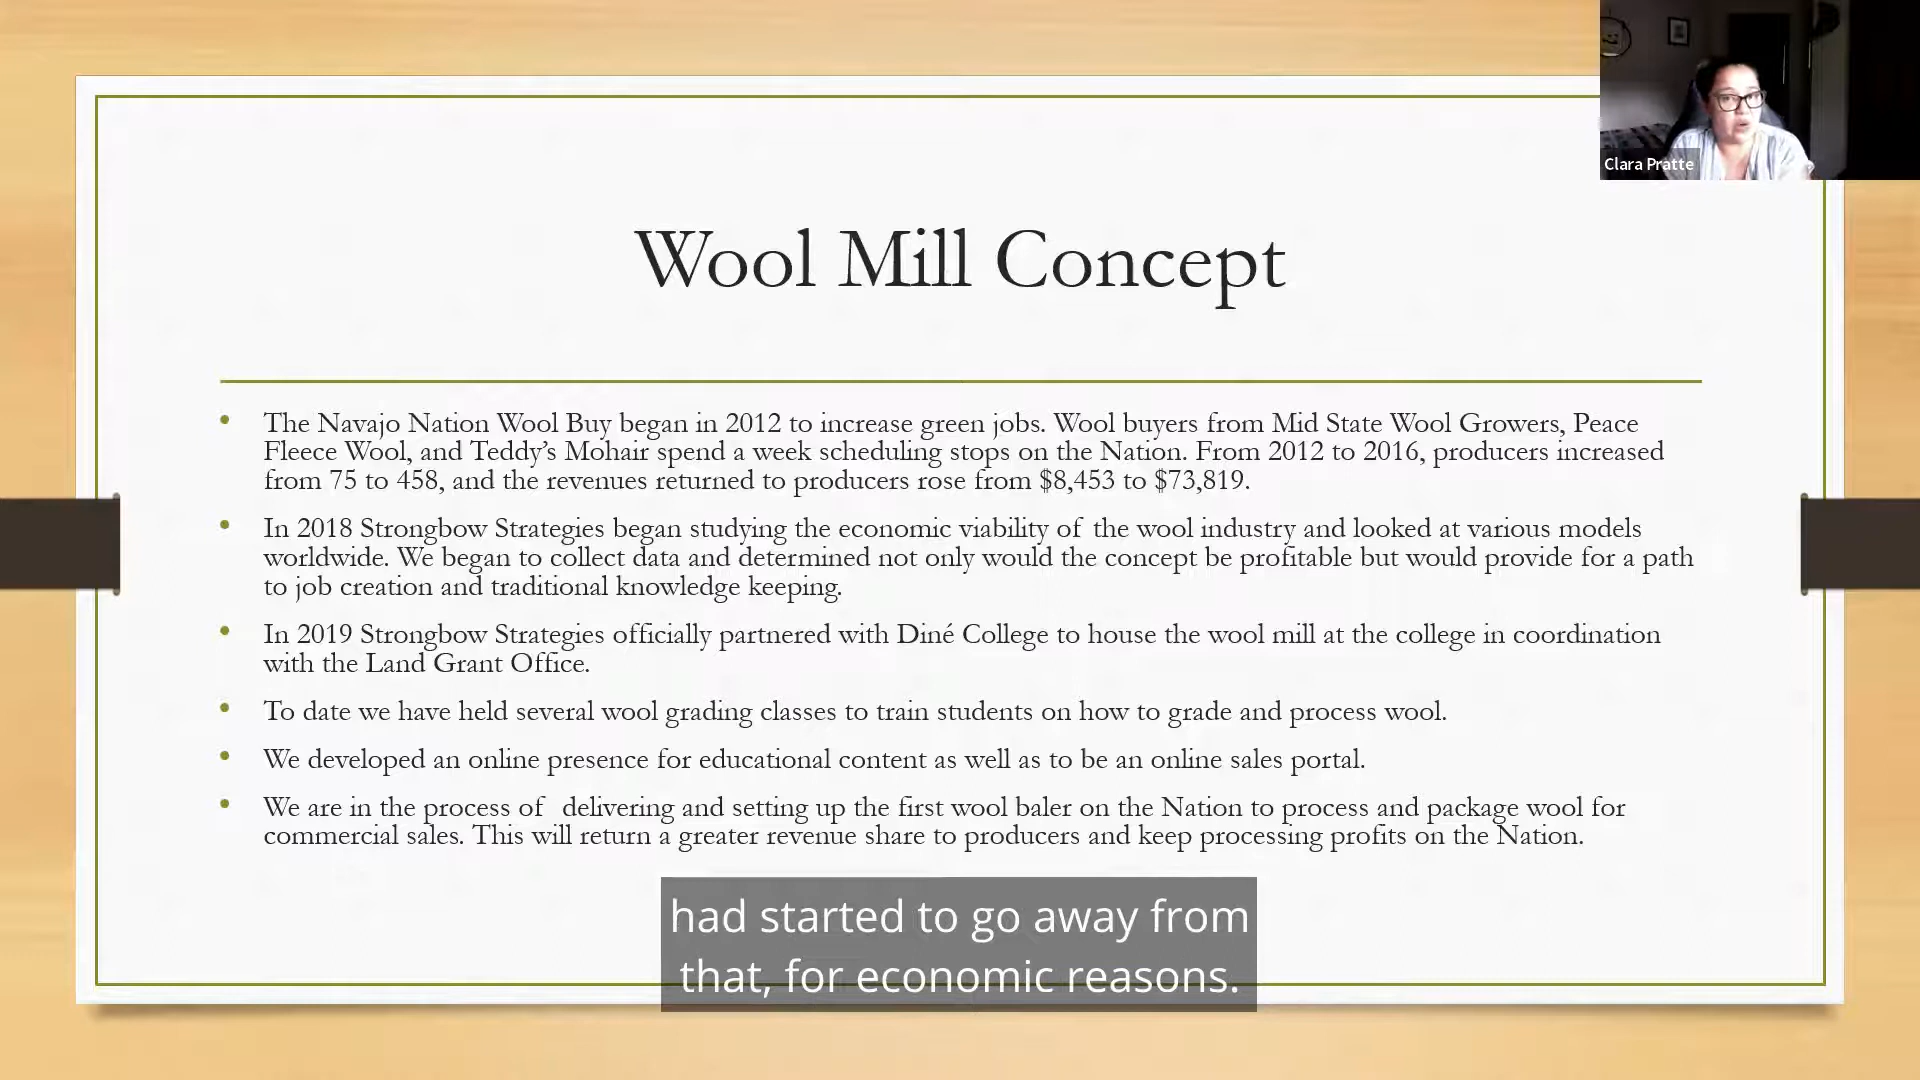 Clara Pratte
Wool Mill Concept
• The Navajo Nation Wool Buy began in 2012 to increase green jobs. Wool buyers from Mid State Wool Growers, Peace
Fleece Wool, and Teddy’s Mohair spend a week scheduling stops on the Nation. From 2012 to 2016, producers increased
from 75 to 458, and the revenues returned to producers rose from $8,453 to $73,819.
• In 2018 Strongbow Strategies began studying the economic viability of the wool industry and looked at various models
worldwide. We began to collect data and determined not only would the concept be profitable but would provide for a path
to job creation and traditional knowledge keeping.
• In 2019 Strongbow Strategies officially partnered with Diné College to house the wool mill at the college in coordination
with the Land Grant Office.
• To date we have held several wool grading classes to train students on how to grade and process wool.
• We developed an online presence for educational content as well as to be an online sales portal.
• We are in the process of  delivering and setting up the first wool baler on the Nation to process and package wool for
commercial sales. This will return a greater revenue share to producers and keep processing profits on the Nation.
had started to go away from
that, for economic reasons.